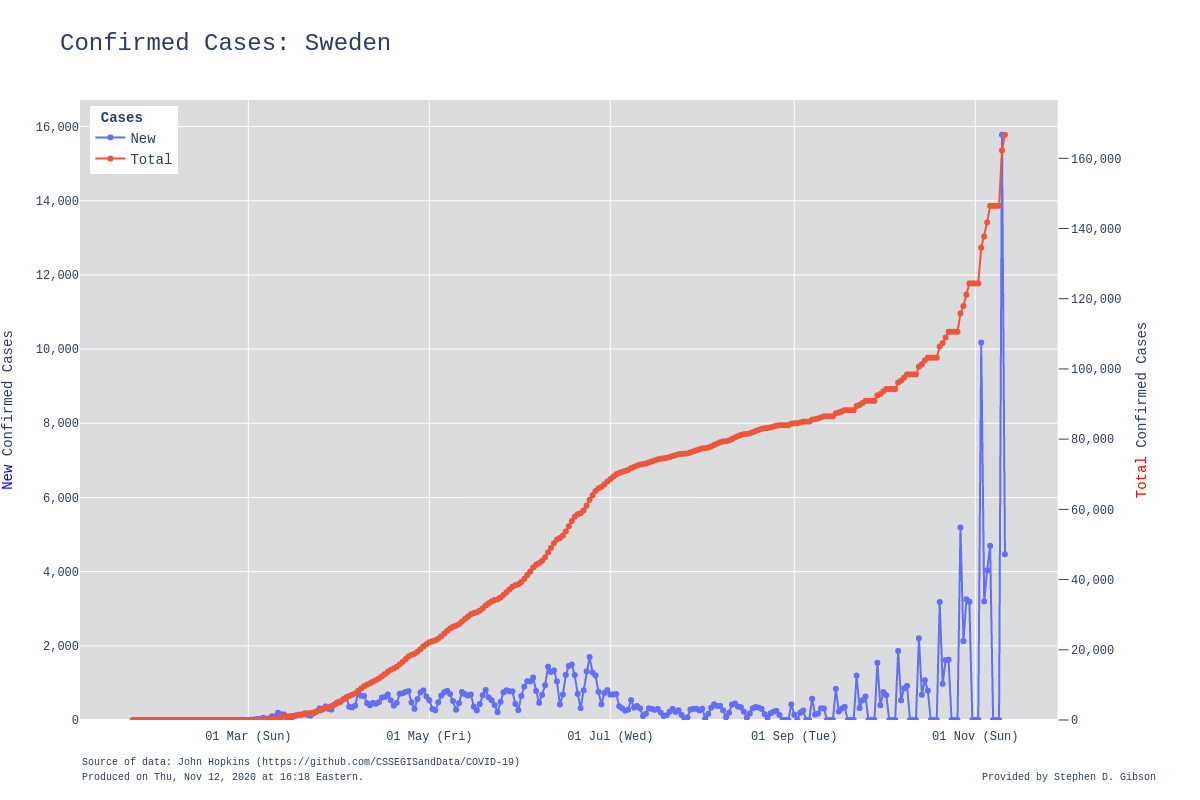 Confirmed Cases: Sweden
Cases
New
Total
16,000
14,000
12,000
10,000
8,000
6,000
4,000
2,000
0
New Confirmed Cases
160,000
140,000
120,000
100,000
80,000
60,000
40,000
20,000
0
Total Confirmed Cases
01 Mar (Sun) 01 May (Fri) 01 Jul (Wed) 01 Sep (Tue) 01 Nov (Sun)
Source of data: John Hopkins (https://github.com/CSSEGISandData/COVID-19)
Produced on Thu, Nov 12, 2020 at 16:18 Eastern.
Provided by Stephen D. Gibson